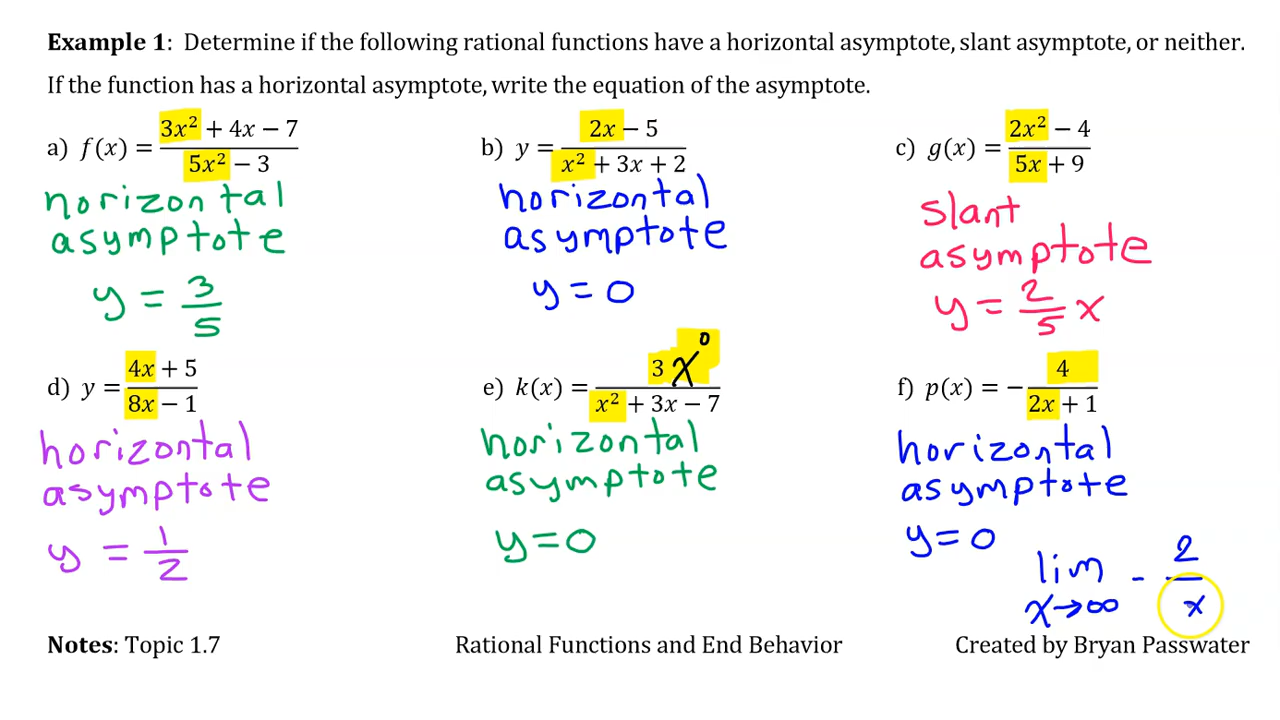 Example 1: Determine if the following rational functions have a horizontal asymptote, slant asymptote, or neither.
If the function has a horizontal asymptote, write the equation of the asymptote.
a) f(x) = (3x² + 4x − 7)/(5x² − 3)
horizontal
asymptote
y = 3/5
b) y = (2x − 5)/(x² + 3x + 2)
horizontal
asymptote
y = 0
c) g(x) = (2x² − 4)/(5x + 9)
slant
asymptote
y = 2/5 x
d) y = (4x + 5)/(8x − 1)
horizontal
asymptote
y = 1/2
e) k(x) = (3x⁰)/(x² + 3x − 7)
horizontal
asymptote
y = 0
f) p(x) = − 4/(2x + 1)
horizontal
asymptote
y = 0
lim x→∞ − 2/x
Notes: Topic 1.7
Rational Functions and End Behavior
Created by Bryan Passwater